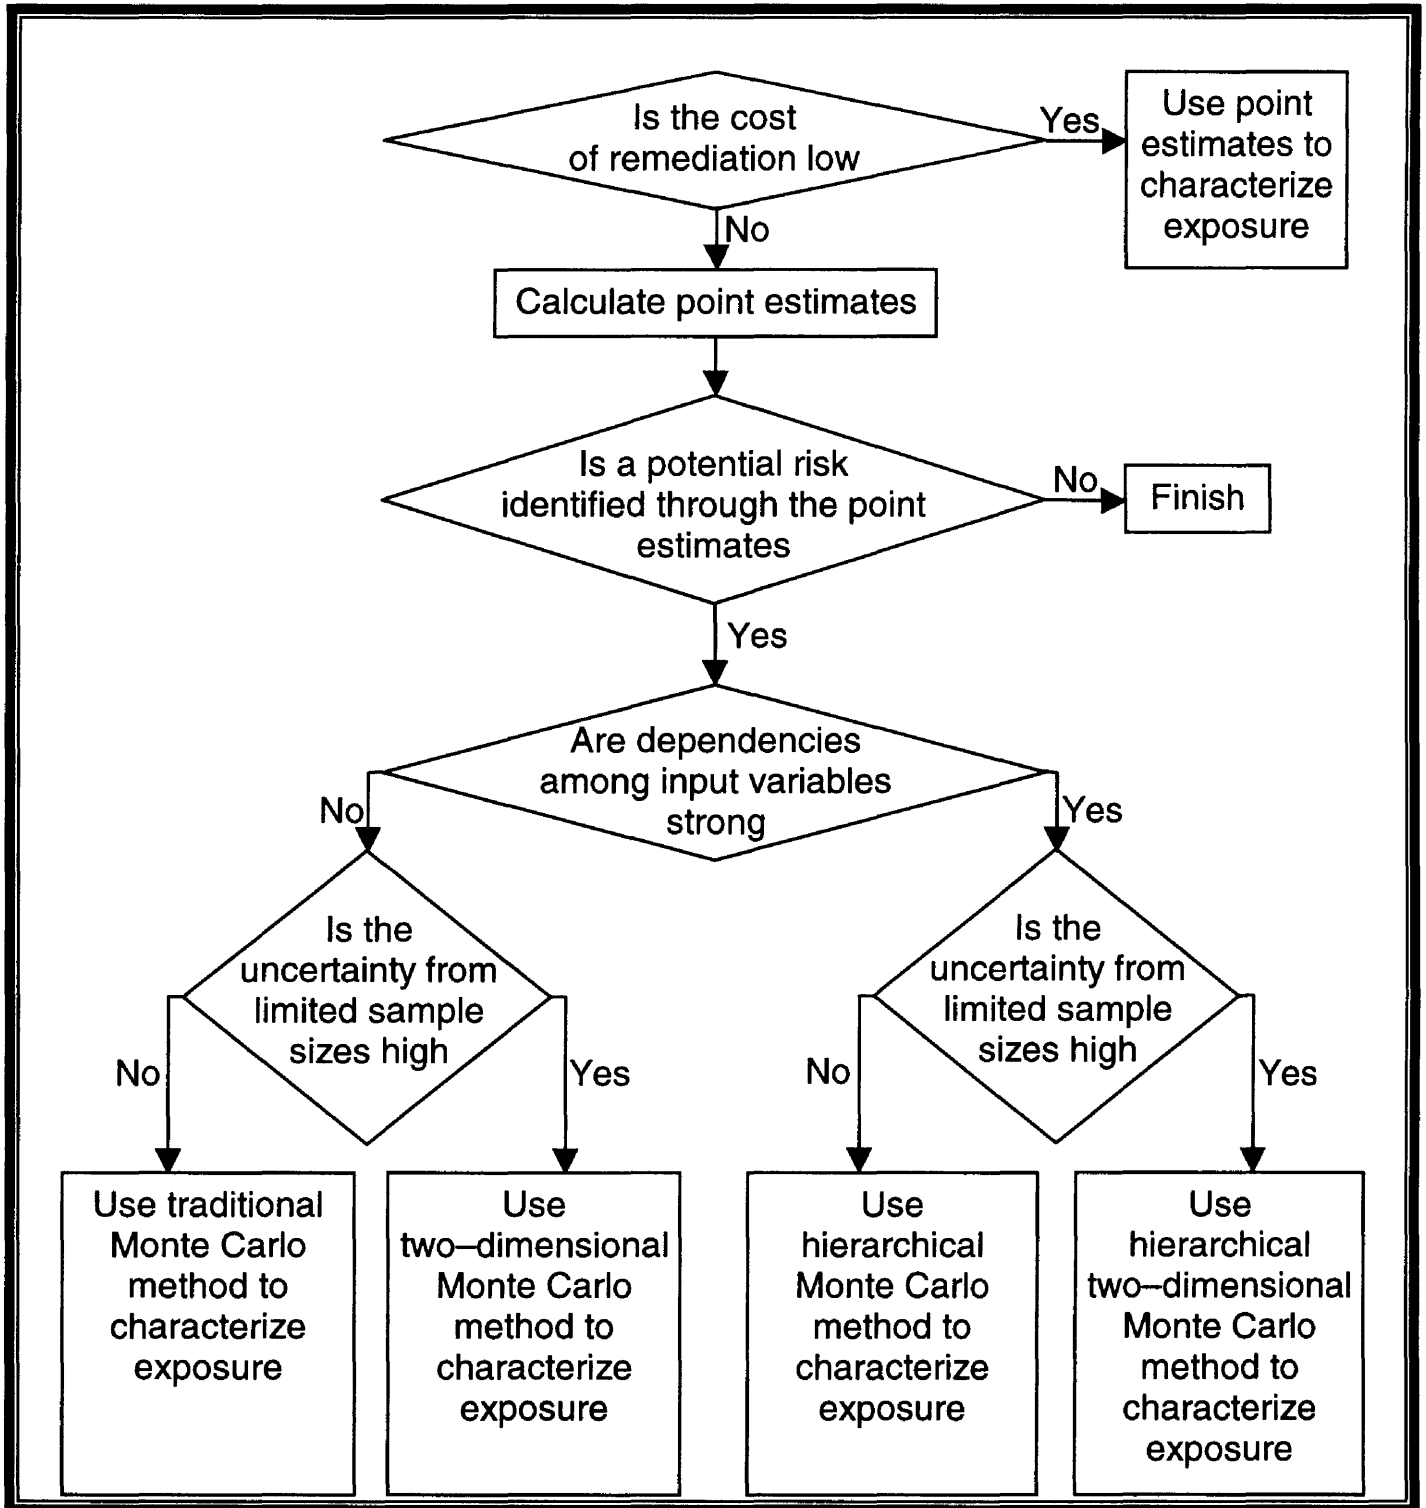 Is the cost
of remediation low
Yes
Use point
estimates to
characterize
exposure
No
Calculate point estimates
Is a potential risk
identified through the point
estimates
No
Finish
Yes
Are dependencies
among input variables
strong
No
Yes
Is the
uncertainty from
limited sample
sizes high
Is the
uncertainty from
limited sample
sizes high
No
Yes
No
Yes
Use traditional
Monte Carlo
method to
characterize
exposure
Use
two–dimensional
Monte Carlo
method to
characterize
exposure
Use
hierarchical
Monte Carlo
method to
characterize
exposure
Use
hierarchical
two–dimensional
Monte Carlo
method to
characterize
exposure